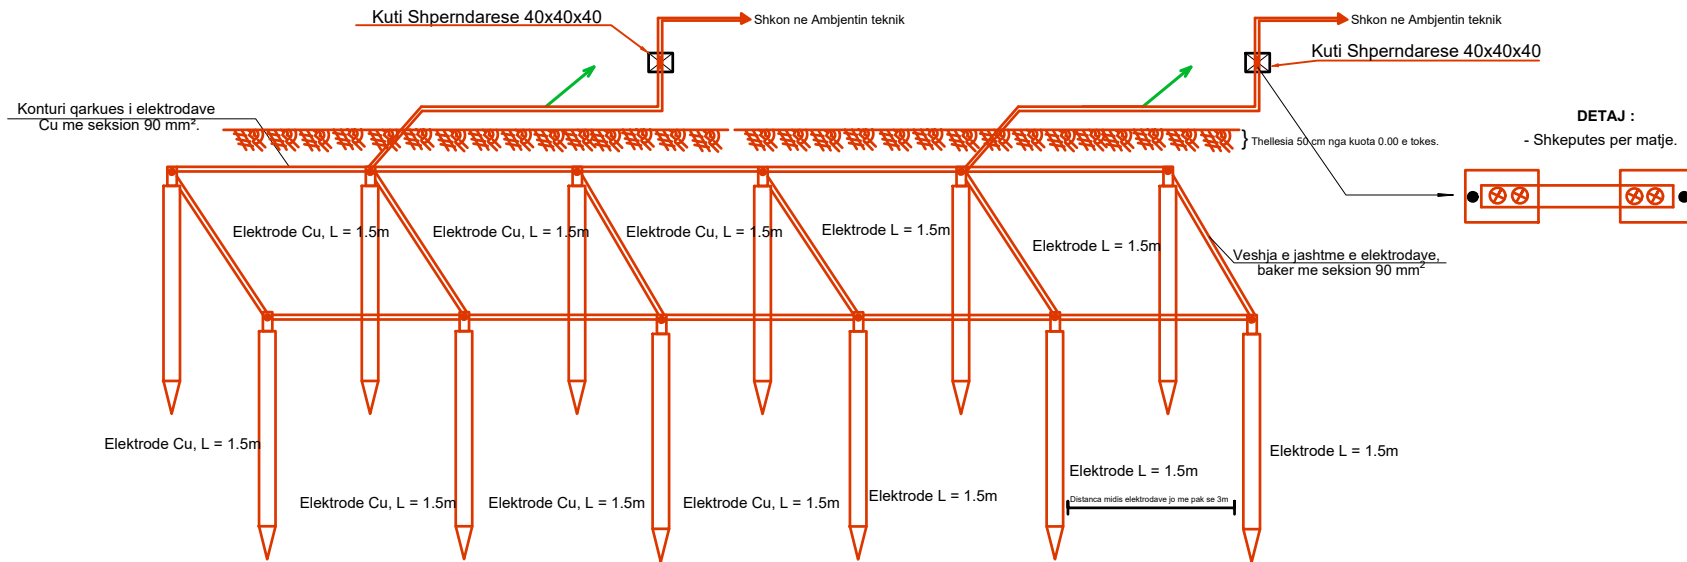 Kuti Shperndarese 40x40x40
Shkon ne Ambjentin teknik
Shkon ne Ambjentin teknik
Kuti Shperndarese 40x40x40
Konturi qarkues i elektrodave
Cu me seksion 90 mm².
DETAJ :
- Shkeputes per matje.
Thellesia 50 cm nga kuota 0.00 e tokes.
Elektrode Cu, L = 1.5m
Elektrode Cu, L = 1.5m
Elektrode Cu, L = 1.5m
Elektrode L = 1.5m
Elektrode L = 1.5m
Veshja e jashtme e elektrodave,
baker me seksion 90 mm²
Elektrode Cu, L = 1.5m
Elektrode L = 1.5m
Elektrode L = 1.5m
Elektrode Cu, L = 1.5m
Elektrode Cu, L = 1.5m
Elektrode Cu, L = 1.5m
Elektrode L = 1.5m
Distanca midis elektrodave jo me pak se 3m